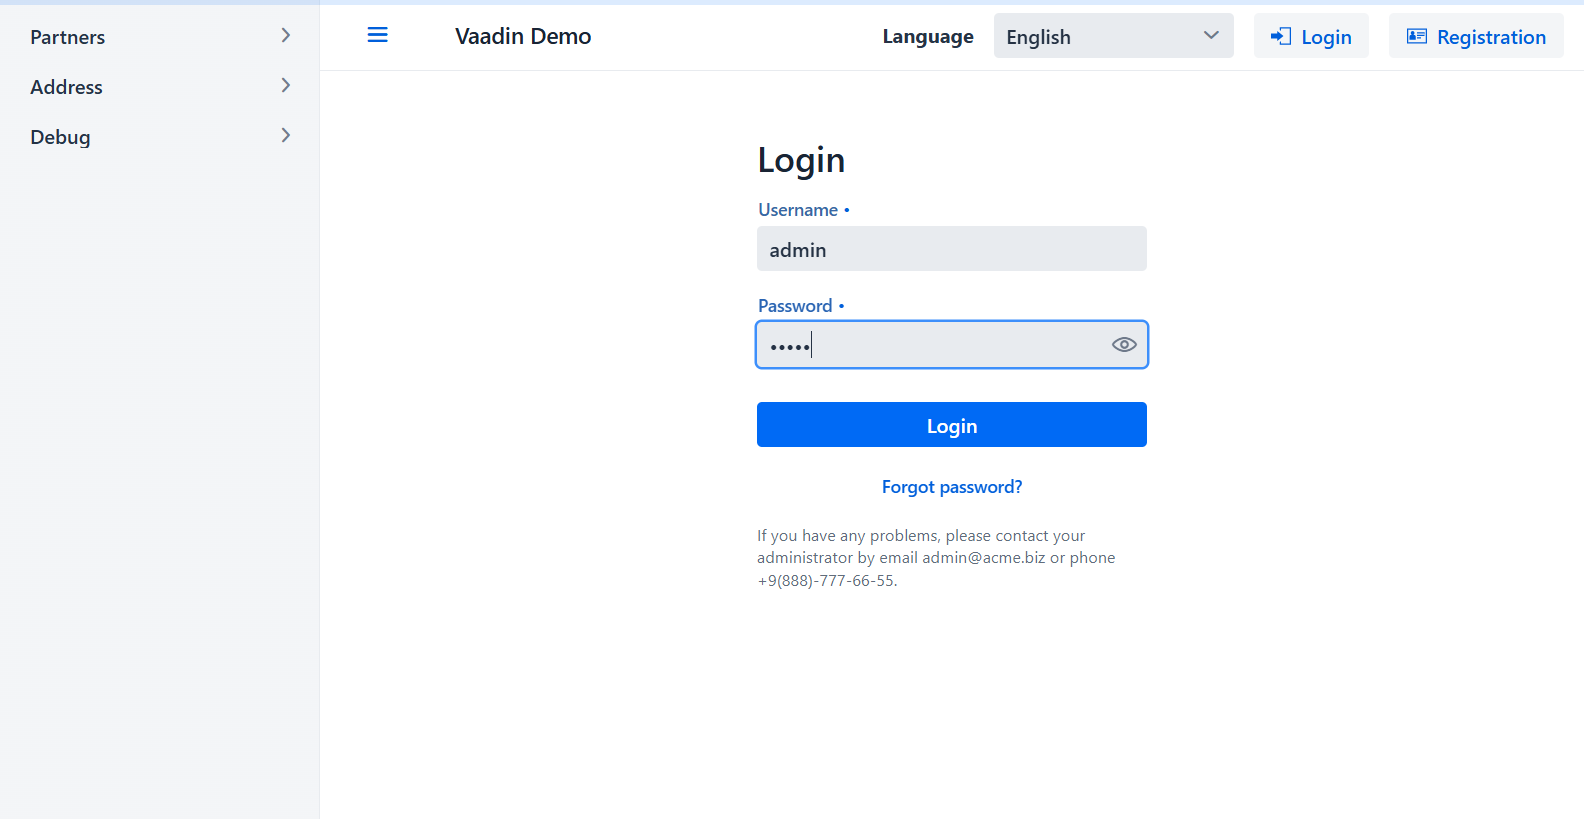 Partners
Address
Debug
Vaadin Demo
Language
English
Login
Registration
Login
Username •
admin
Password •
•••••
Login
Forgot password?
If you have any problems, please contact your
administrator by email admin@acme.biz or phone
+9(888)-777-66-55.